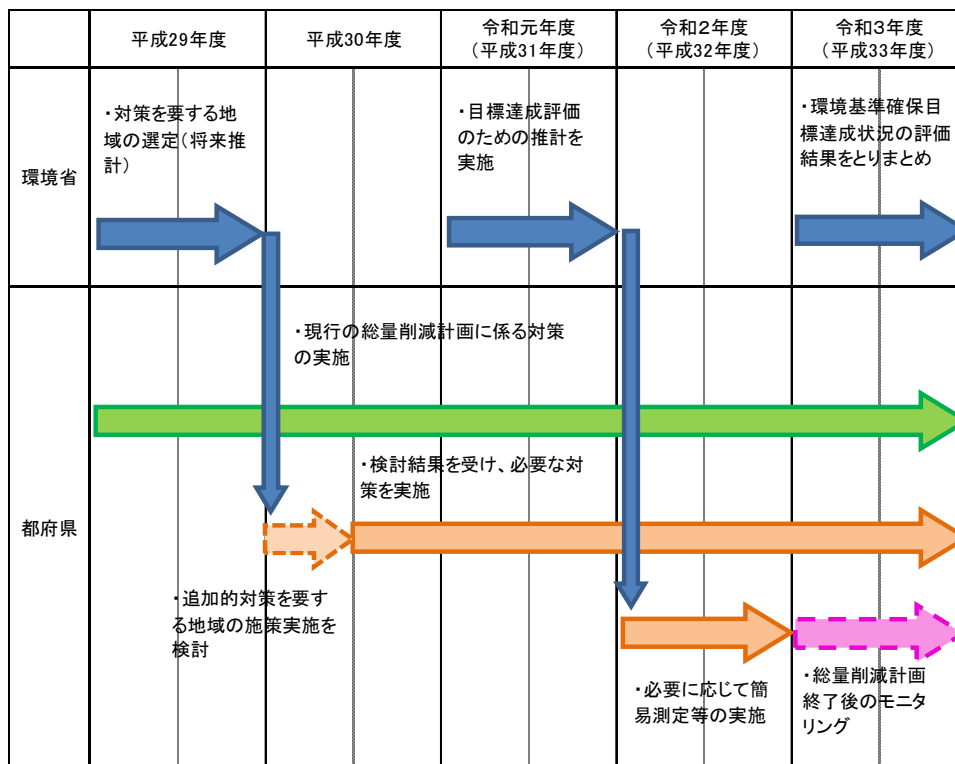 平成29年度
平成30年度
令和元年度
(平成31年度)
令和2年度
(平成32年度)
令和3年度
(平成33年度)
環境省
・対策を要する地
域の選定(将来推
計)
・目標達成評価
のための推計を
実施
・環境基準確保目
標達成状況の評価
結果をとりまとめ
都府県
・現行の総量削減計画に係る対策
の実施
・検討結果を受け、必要な対
策を実施
・追加的対策を要す
る地域の施策実施を
検討
・必要に応じて簡
易測定等の実施
・総量削減計画
終了後のモニタ
リング